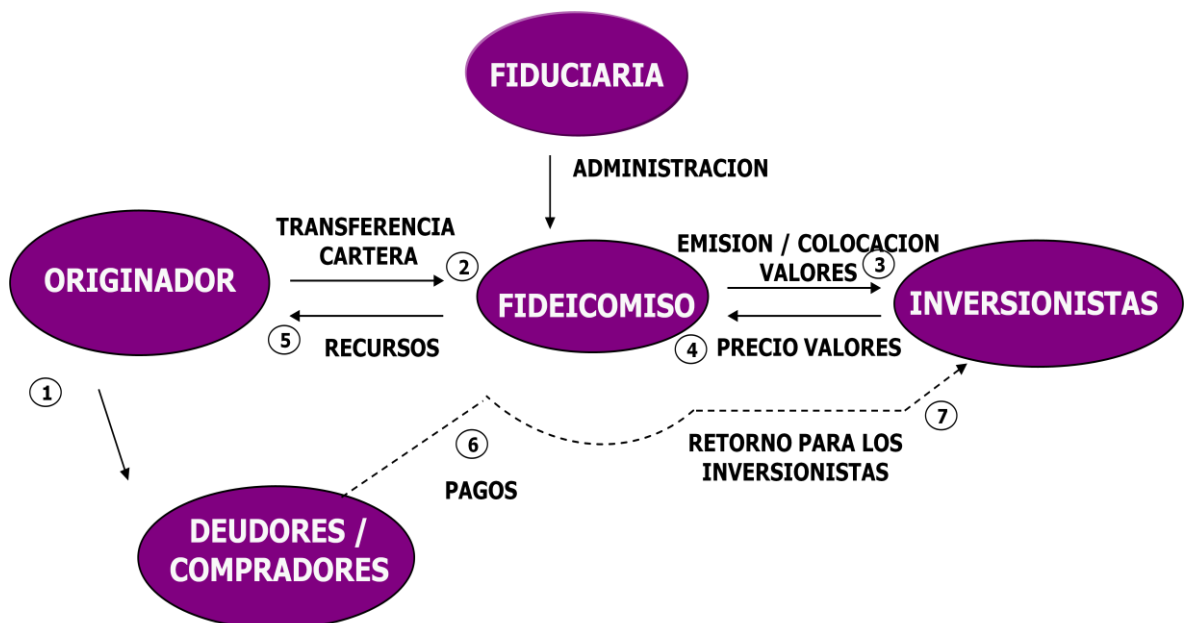 FIDUCIARIA
ADMINISTRACION
TRANSFERENCIA
CARTERA
2
EMISION / COLOCACION
VALORES
3
ORIGINADOR
FIDEICOMISO
INVERSIONISTAS
5
RECURSOS
4
PRECIO VALORES
1
6
PAGOS
7
RETORNO PARA LOS
INVERSIONISTAS
DEUDORES /
COMPRADORES